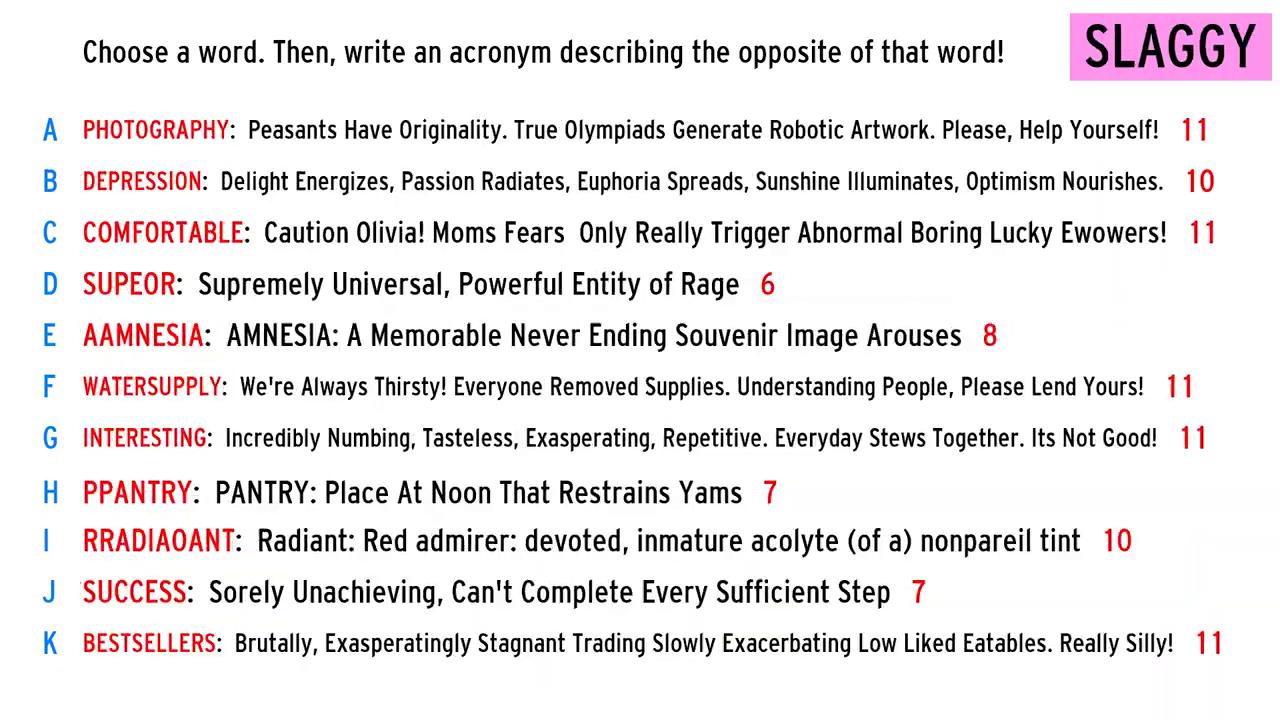 Choose a word. Then, write an acronym describing the opposite of that word!
SLAGGY
A PHOTOGRAPHY: Peasants Have Originality. True Olympiads Generate Robotic Artwork. Please, Help Yourself! 11
B DEPRESSION: Delight Energizes, Passion Radiates, Euphoria Spreads, Sunshine Illuminates, Optimism Nourishes. 10
C COMFORTABLE: Caution Olivia! Moms Fears Only Really Trigger Abnormal Boring Lucky Ewowers! 11
D SUPEOR: Supremely Universal, Powerful Entity of Rage 6
E AAMNESIA: AMNESIA: A Memorable Never Ending Souvenir Image Arouses 8
F WATERSUPPLY: We're Always Thirsty! Everyone Removed Supplies. Understanding People, Please Lend Yours! 11
G INTERESTING: Incredibly Numbing, Tasteless, Exasperating, Repetitive. Everyday Stews Together. Its Not Good! 11
H PPANTRY: PANTRY: Place At Noon That Restrains Yams 7
I RRADIAOANT: Radiant: Red admirer: devoted, inmature acolyte (of a) nonpareil tint 10
J SUCCESS: Sorely Unachieving, Can't Complete Every Sufficient Step 7
K BESTSELLERS: Brutally, Exasperatingly Stagnant Trading Slowly Exacerbating Low Liked Eatables. Really Silly! 11